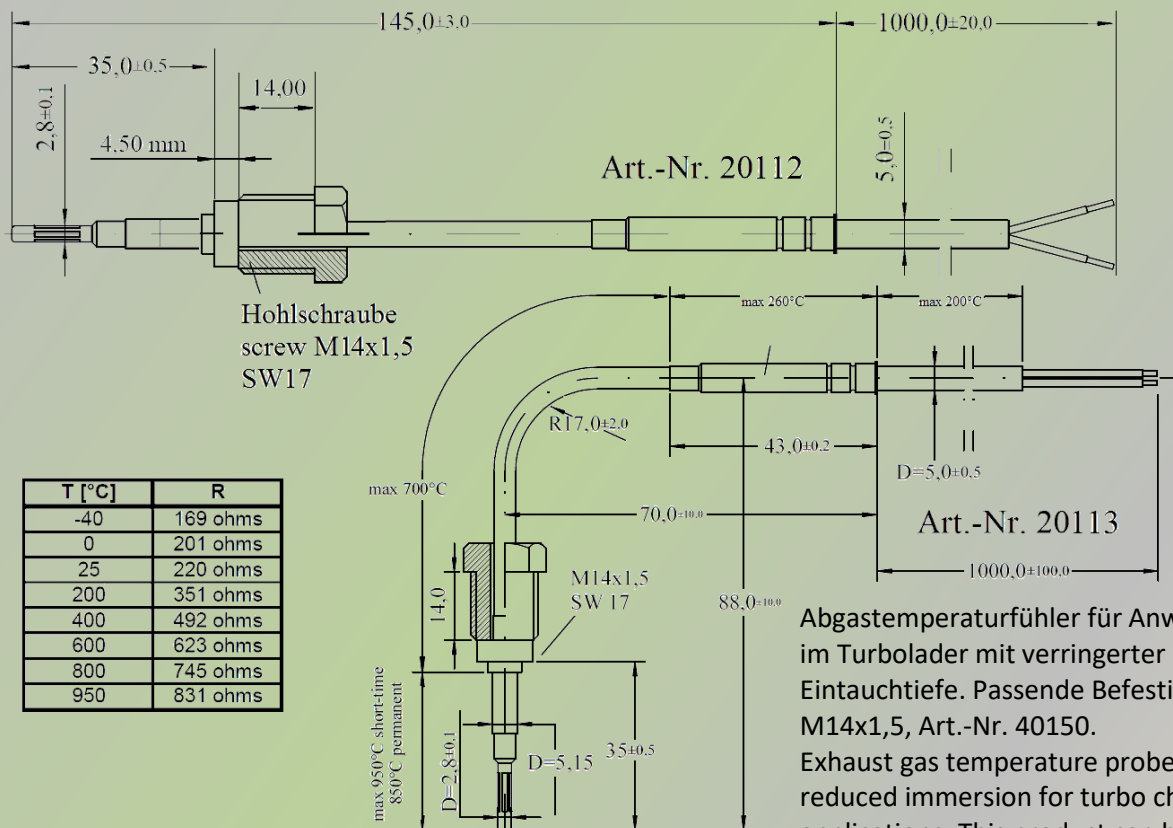 145,0±3,0
1000,0±20,0
35,0±0.5
14,00
2,8±0.1
4,50 mm
Art.-Nr. 20112
5,0±0.5
Hohlschraube
screw M14x1,5
SW17
max 260°C
max 200°C
R17,0±2,0
43,0±0.2
D=5,0±0,5
max 700°C
70,0±10.0
Art.-Nr. 20113
1000,0±100,0
T [°C] R
-40 169 ohms
0 201 ohms
25 220 ohms
200 351 ohms
400 492 ohms
600 623 ohms
800 745 ohms
950 831 ohms
14,0
M14x1,5
SW 17
88,0±10,0
max 950°C short-time
850°C permanent
D=2,8±0.1
D=5,15
35±0,5
Abgastemperaturfühler für
im Turbolader mit verringerter
Eintauchtiefe. Passende
M14x1,5, Art.-Nr. 40150.
Exhaust gas temperature probe
reduced immersion for turbo